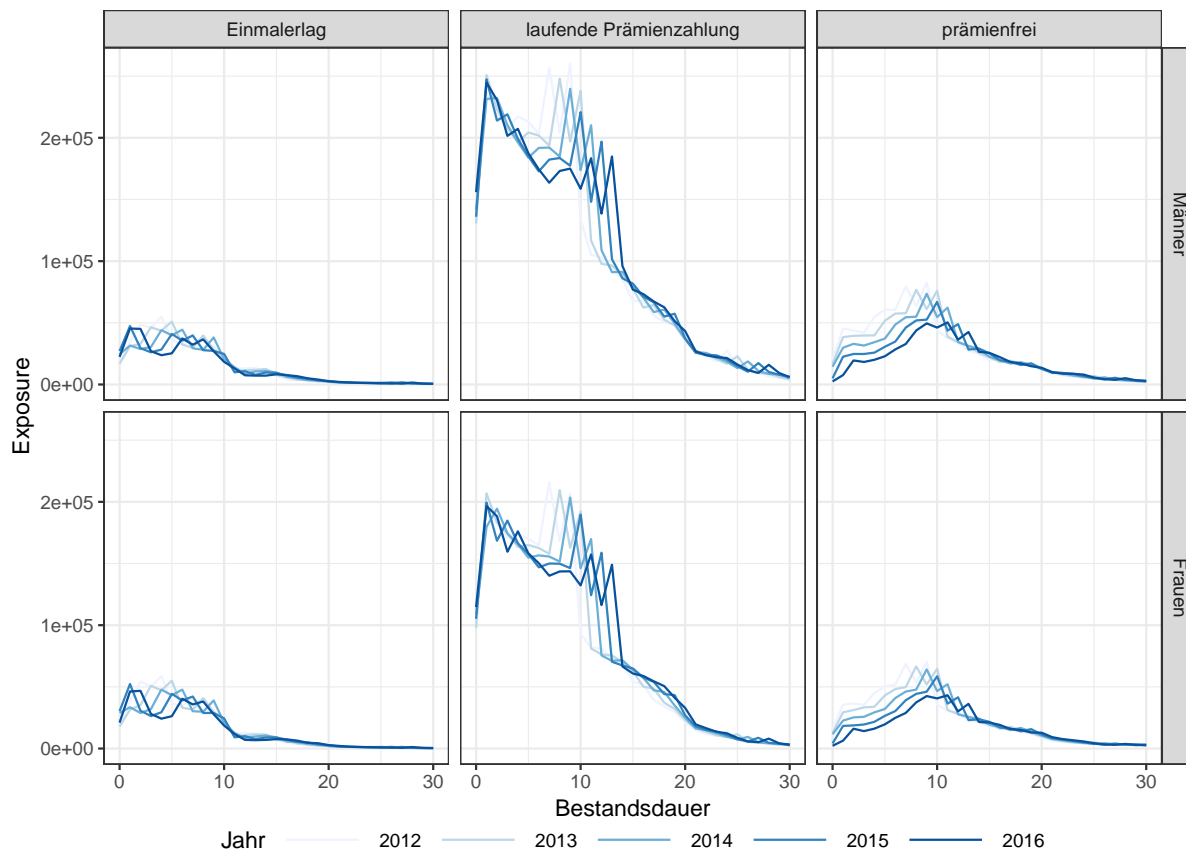 Einmalerlag laufende Prämienzahlung prämienfrei
2e+05
1e+05
0e+00
Männer
Exposure
2e+05
1e+05
0e+00
Frauen
0 10 20 30 0 10 20 30 0 10 20 30
Bestandsdauer
Jahr 2012 2013 2014 2015 2016